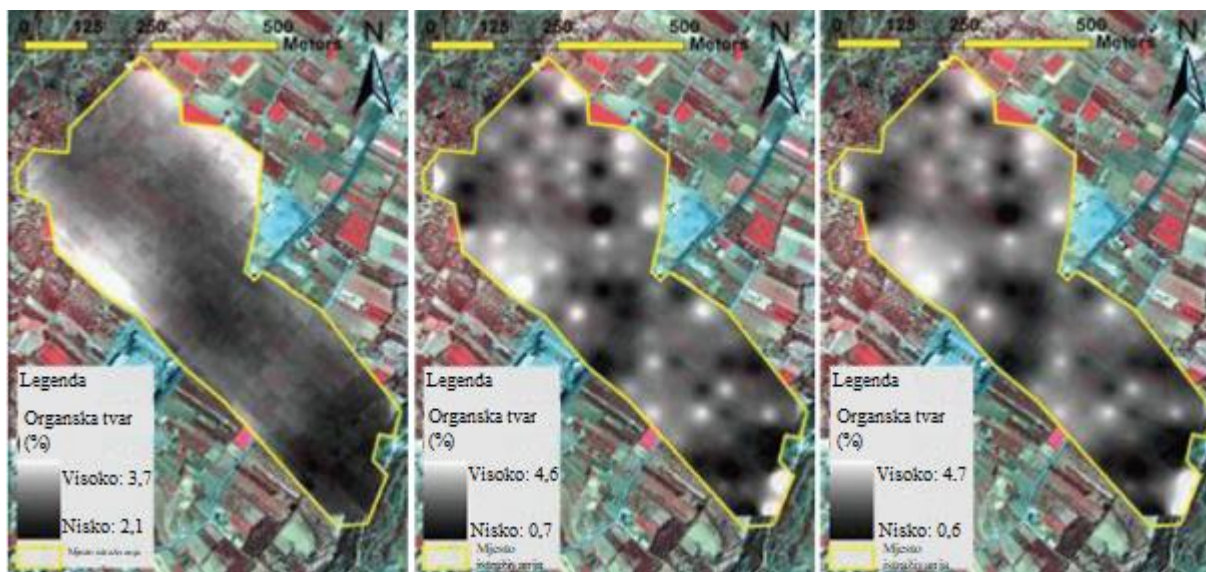 0 125 250 500
Meters
N
Legenda
Organska tvar
(%)
Visoko: 3,7
Nisko: 2,1
0 125 250 500
Meters
N
Legenda
Organska tvar
(%)
Visoko: 4,6
Nisko: 0,7
Mjesto
0 125 250 500
Meters
N
Legenda
Organska tvar
(%)
Visoko: 4.7
Nisko: 0,6
Mjesto